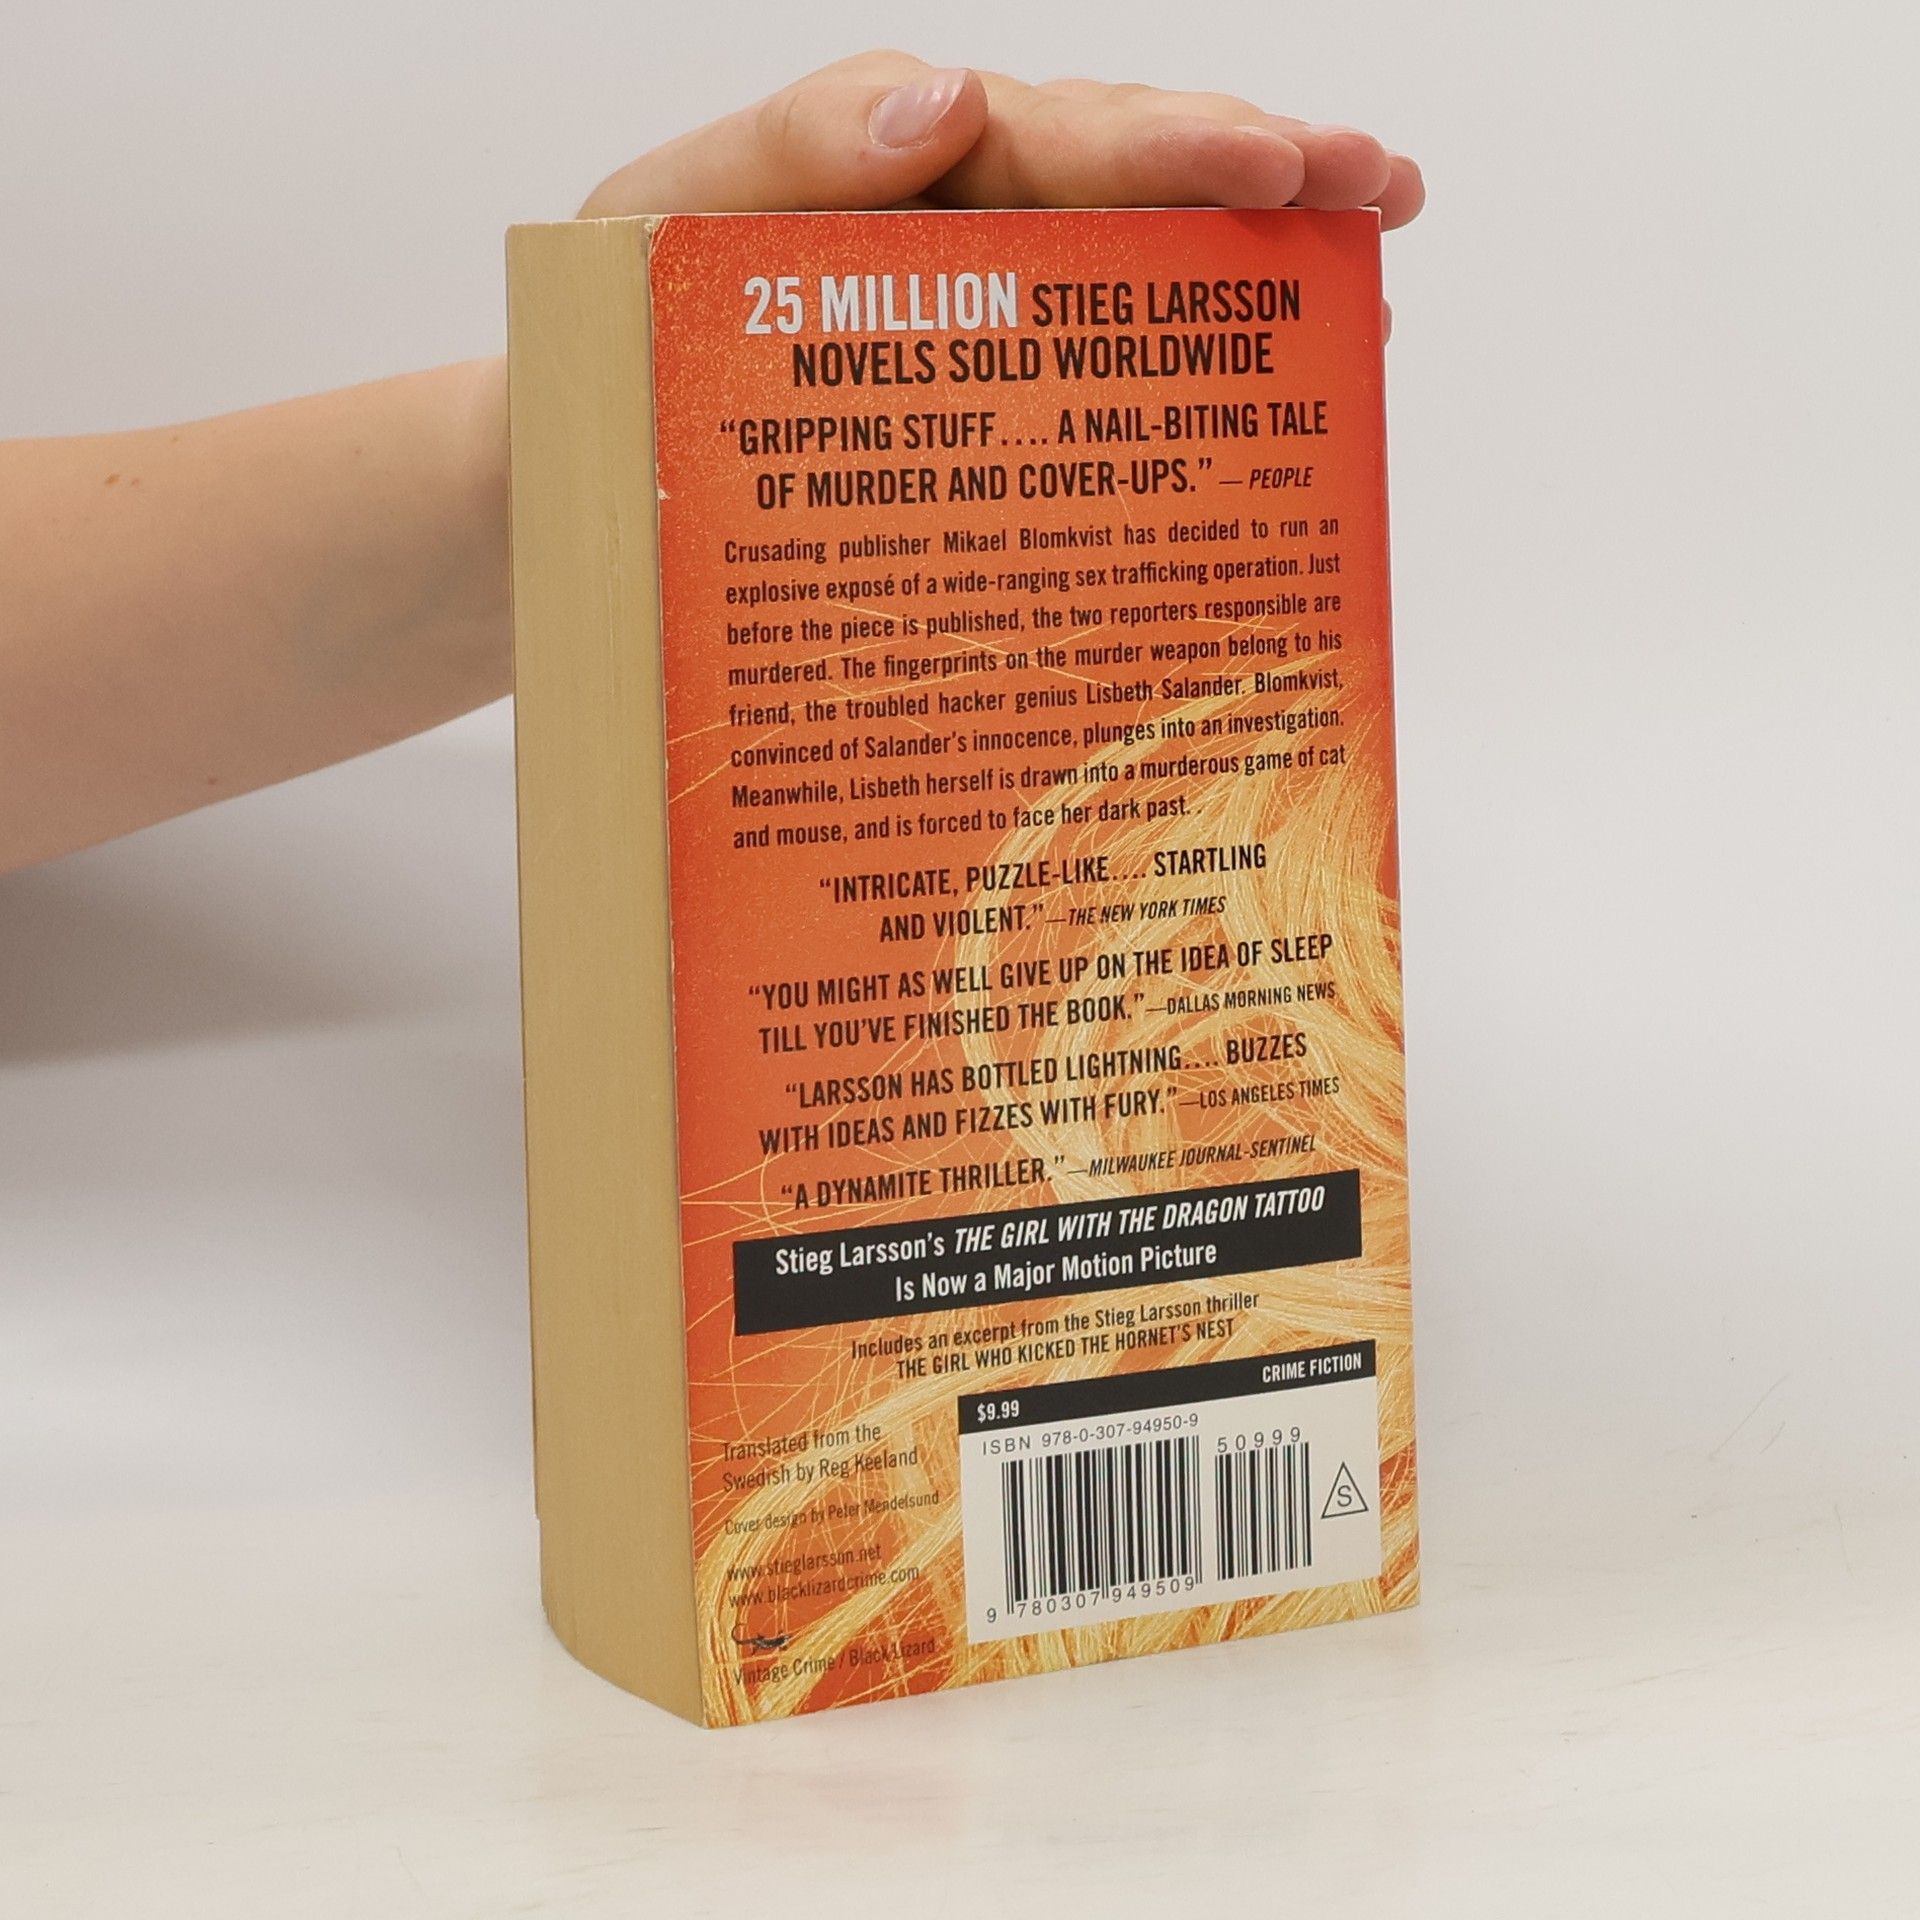 25 MILLION STIEG LARSSON
NOVELS SOLD WORLDWIDE
“GRIPPING STUFF.... A NAIL-BITING TALE
OF MURDER AND COVER-UPS.” — PEOPLE
Crusading publisher Mikael Blomkvist has decided to run an
explosive exposé of a wide-ranging sex trafficking operation. Just
before the piece is published, the two reporters responsible are
murdered. The fingerprints on the murder weapon belong to his
friend, the troubled hacker genius Lisbeth Salander. Blomkvist,
convinced of Salander's innocence, plunges into an investigation.
Meanwhile, Lisbeth herself is drawn into a murderous game of cat
and mouse, and is forced to face her dark past. .
“INTRICATE, PUZZLE-LIKE.... STARTLING
AND VIOLENT.”—THE NEW YORK TIMES
“YOU MIGHT AS WELL GIVE UP ON THE IDEA OF SLEEP
TILL YOU'VE FINISHED THE BOOK.”—DALLAS MORNING NEWS
“LARSSON HAS BOTTLED LIGHTNING.... BUZZES
WITH IDEAS AND FIZZES WITH FURY.”—LOS ANGELES TIMES
“A DYNAMITE THRILLER.”—MILWAUKEE JOURNAL-SENTINEL
Stieg Larsson's THE GIRL WITH THE DRAGON TATTOO
Is Now a Major Motion Picture
Includes an excerpt from the Stieg Larsson thriller
THE GIRL WHO KICKED THE HORNET'S NEST
CRIME FICTION
$9.99
ISBN 978-0-307-94950-9
50999
S
9 780307 949509
Translated from the
Swedish by Reg Keeland
Cover design by Peter Mendelsund
www.stieglarsson.net
www.blacklizardcrime.com
Vintage Crime / Black Lizard